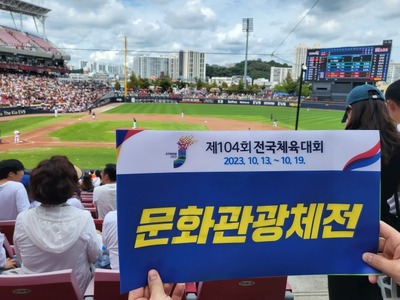 제104회 전국체육대회
2023. 10. 13. ~ 10. 19.
문화관광체전